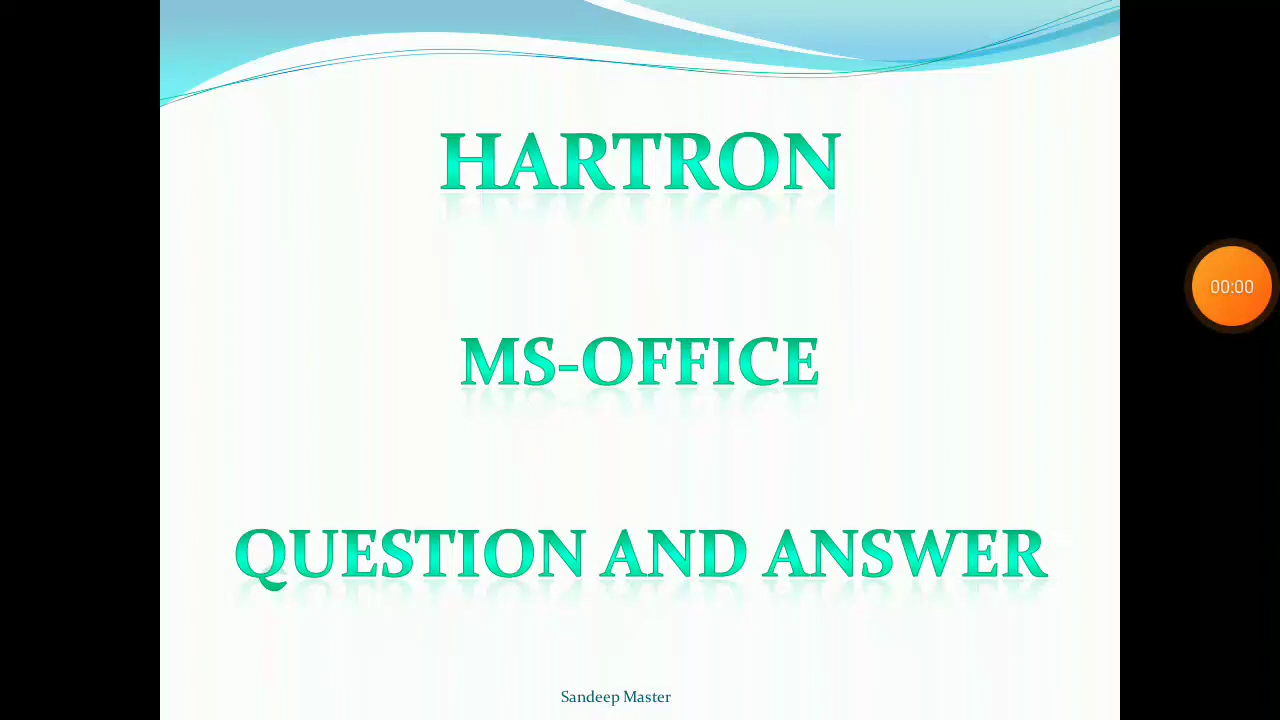 HARTRON
00:00
MS-OFFICE
QUESTION AND ANSWER
Sandeep Master